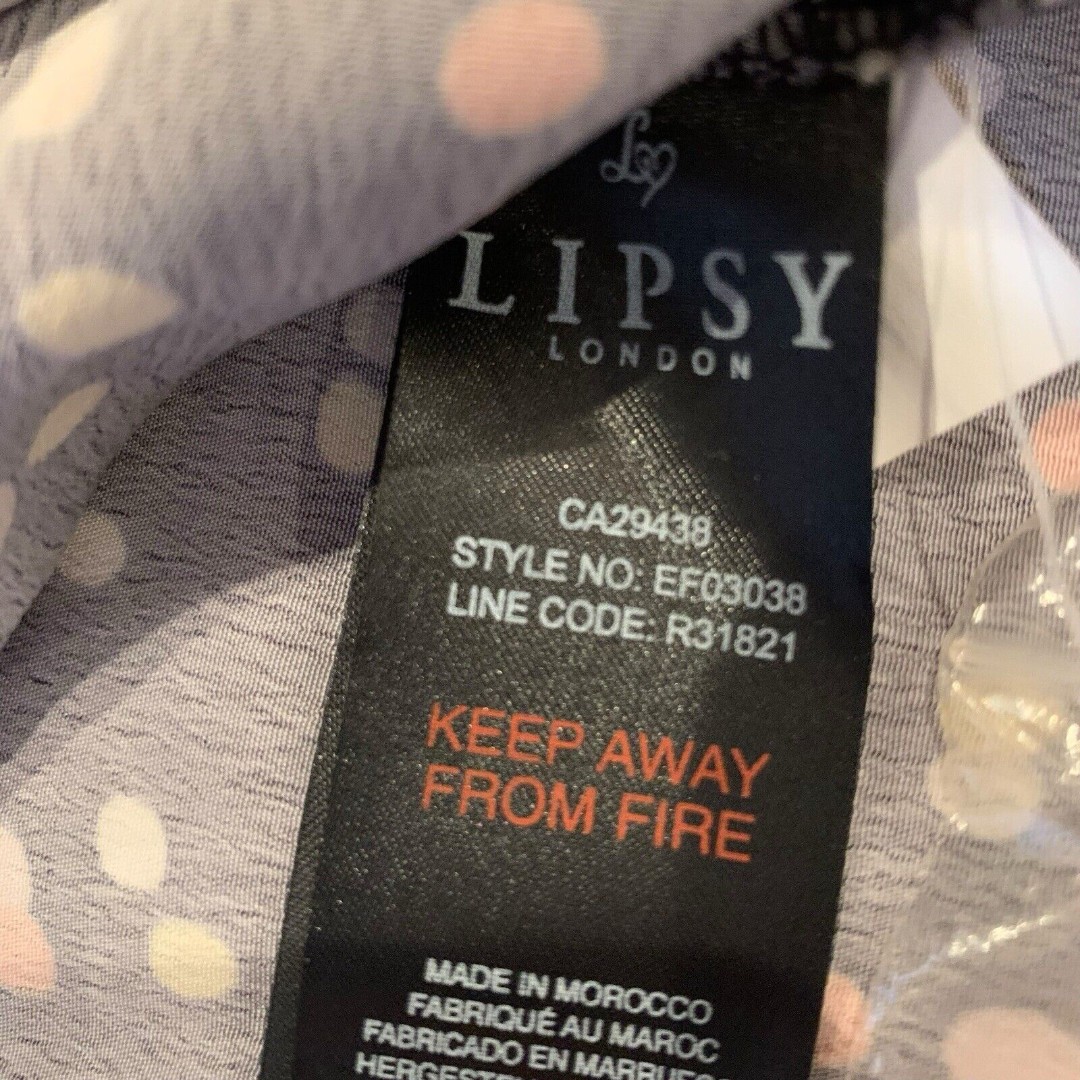 LIPSY
LONDON
CA29438
STYLE NO: EF03038
LINE CODE: R31821
KEEP AWAY
FROM FIRE
MADE IN MOROCCO
FABRIQUÉ AU MAROC
FABRICADO EN